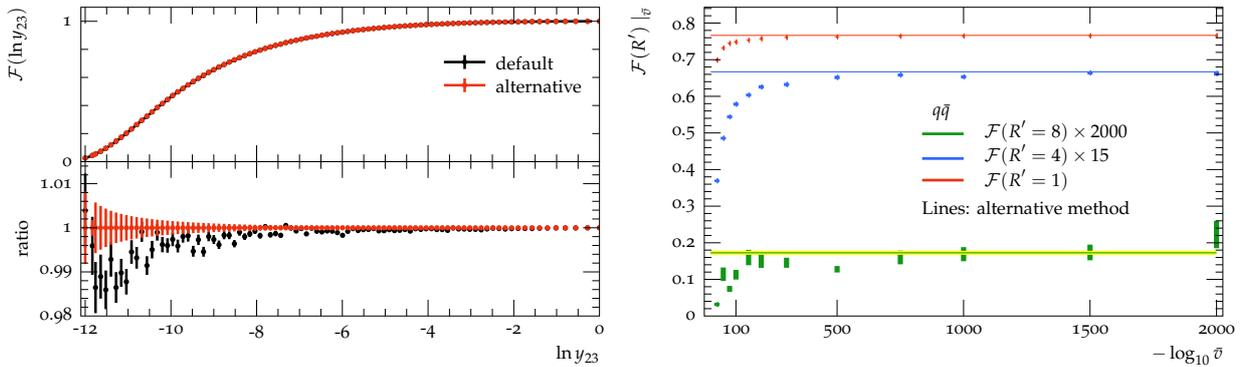 F(ln y23)
1
0
default
alternative
ratio
1.01
1
0.99
0.98
-12
-10
-8
-6
-4
-2
0
ln y23
F(R′) |v̄
0.8
0.7
0.6
0.5
0.4
0.3
0.2
0.1
0
qq̄
F(R′ = 8) × 2000
F(R′ = 4) × 15
F(R′ = 1)
Lines: alternative method
100
500
1000
1500
2000
− log10 v̄